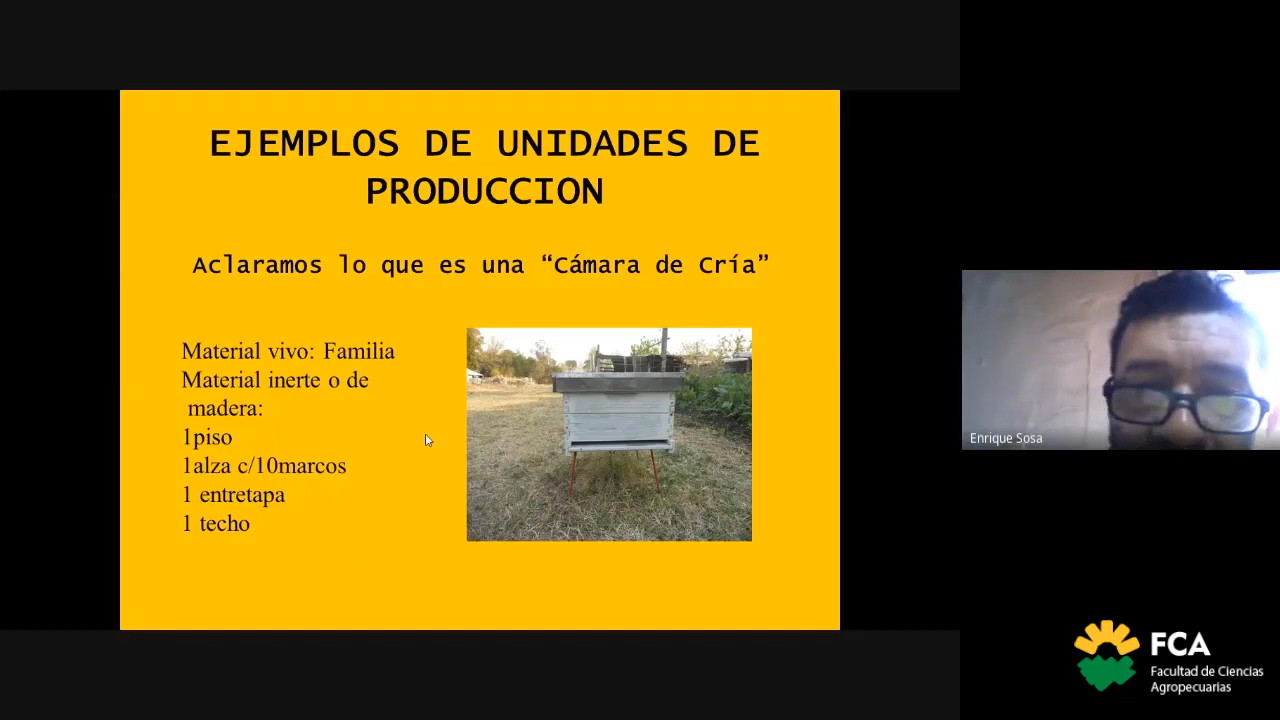 EJEMPLOS DE UNIDADES DE
PRODUCCION
Aclaramos lo que es una “Cámara de Cría”
Material vivo: Familia
Material inerte o de
madera:
1piso
1alza c/10marcos
1 entretapa
1 techo
Enrique Sosa
FCA
Facultad de Ciencias
Agropecuarias